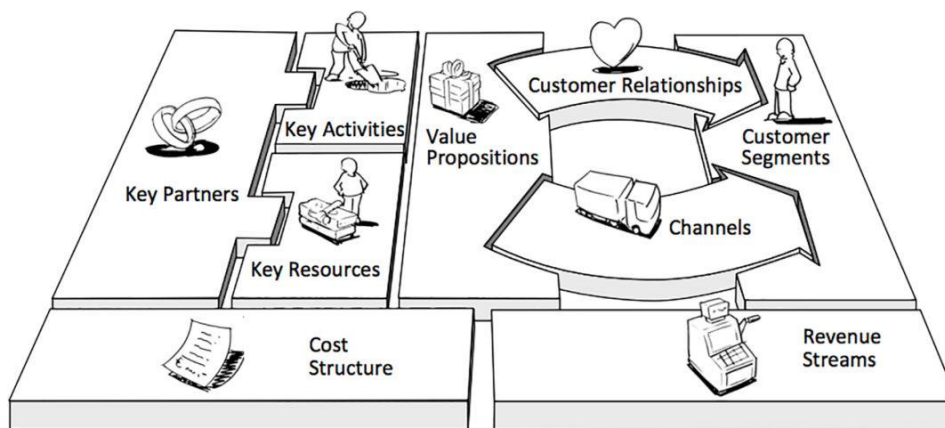 Key Partners
Key Activities
Key Resources
Value
Propositions
Customer Relationships
Channels
Customer
Segments
Cost
Structure
Revenue
Streams